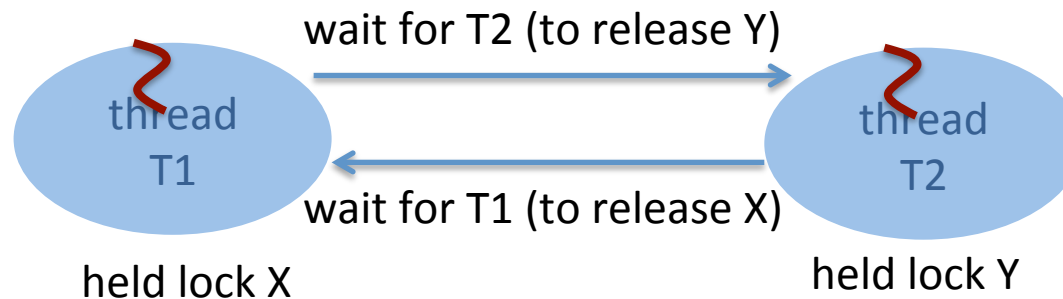 wait for T2 (to release Y)
thread
T1
thread
T2
wait for T1 (to release X)
held lock X
held lock Y